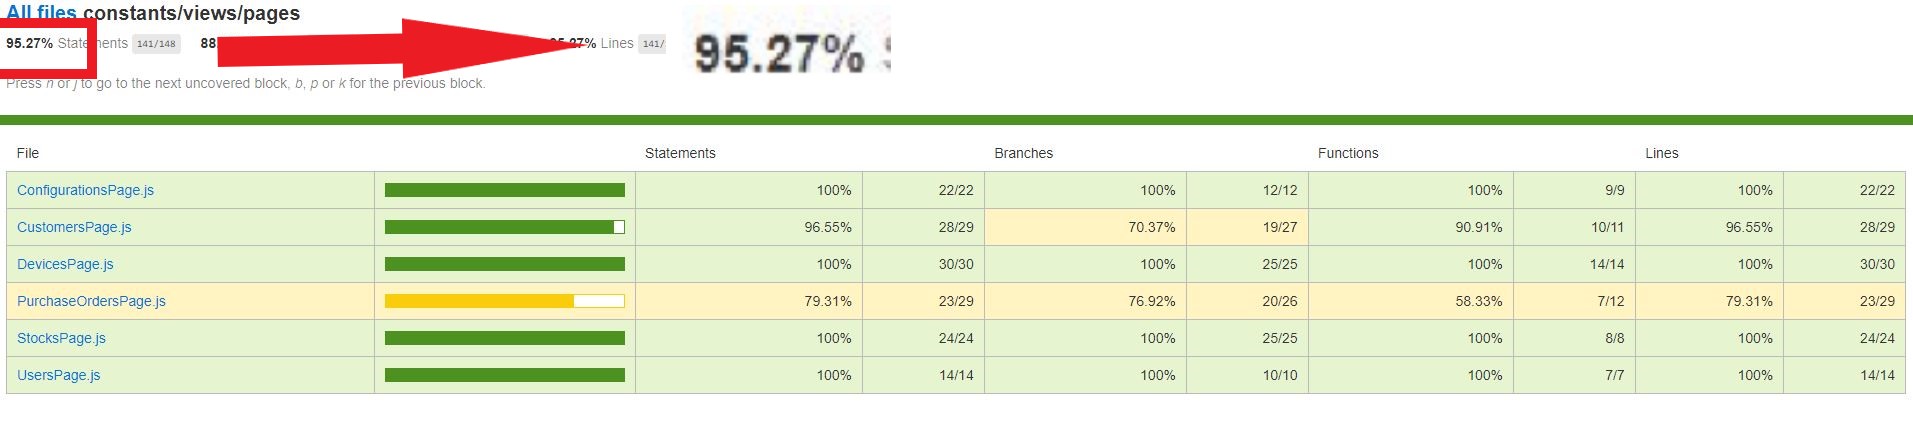 All files constants/views/pages
95.27% Statements 141/148 88 95.27% Lines 141/
95.27%
Press n or j to go to the next uncovered block, b, p or k for the previous block.
File Statements Branches Functions Lines
ConfigurationsPage.js 100% 22/22 100% 12/12 100% 9/9 100% 22/22
CustomersPage.js 96.55% 28/29 70.37% 19/27 90.91% 10/11 96.55% 28/29
DevicesPage.js 100% 30/30 100% 25/25 100% 14/14 100% 30/30
PurchaseOrdersPage.js 79.31% 23/29 76.92% 20/26 58.33% 7/12 79.31% 23/29
StocksPage.js 100% 24/24 100% 25/25 100% 8/8 100% 24/24
UsersPage.js 100% 14/14 100% 10/10 100% 7/7 100% 14/14